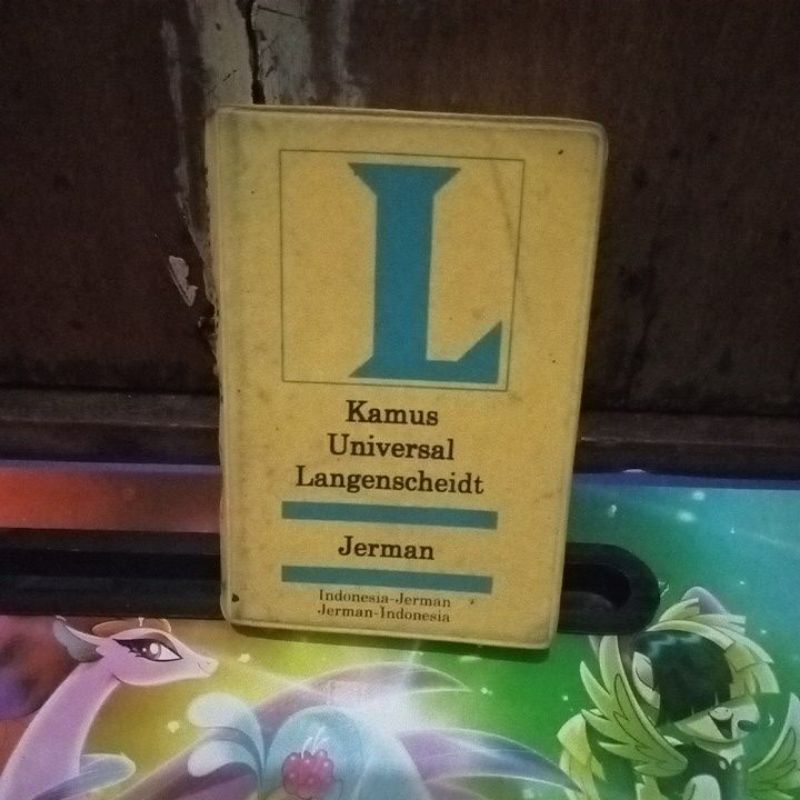 L
Kamus
Universal
Langenscheidt
Jerman
Indonesia-Jerman
Jerman-Indonesia